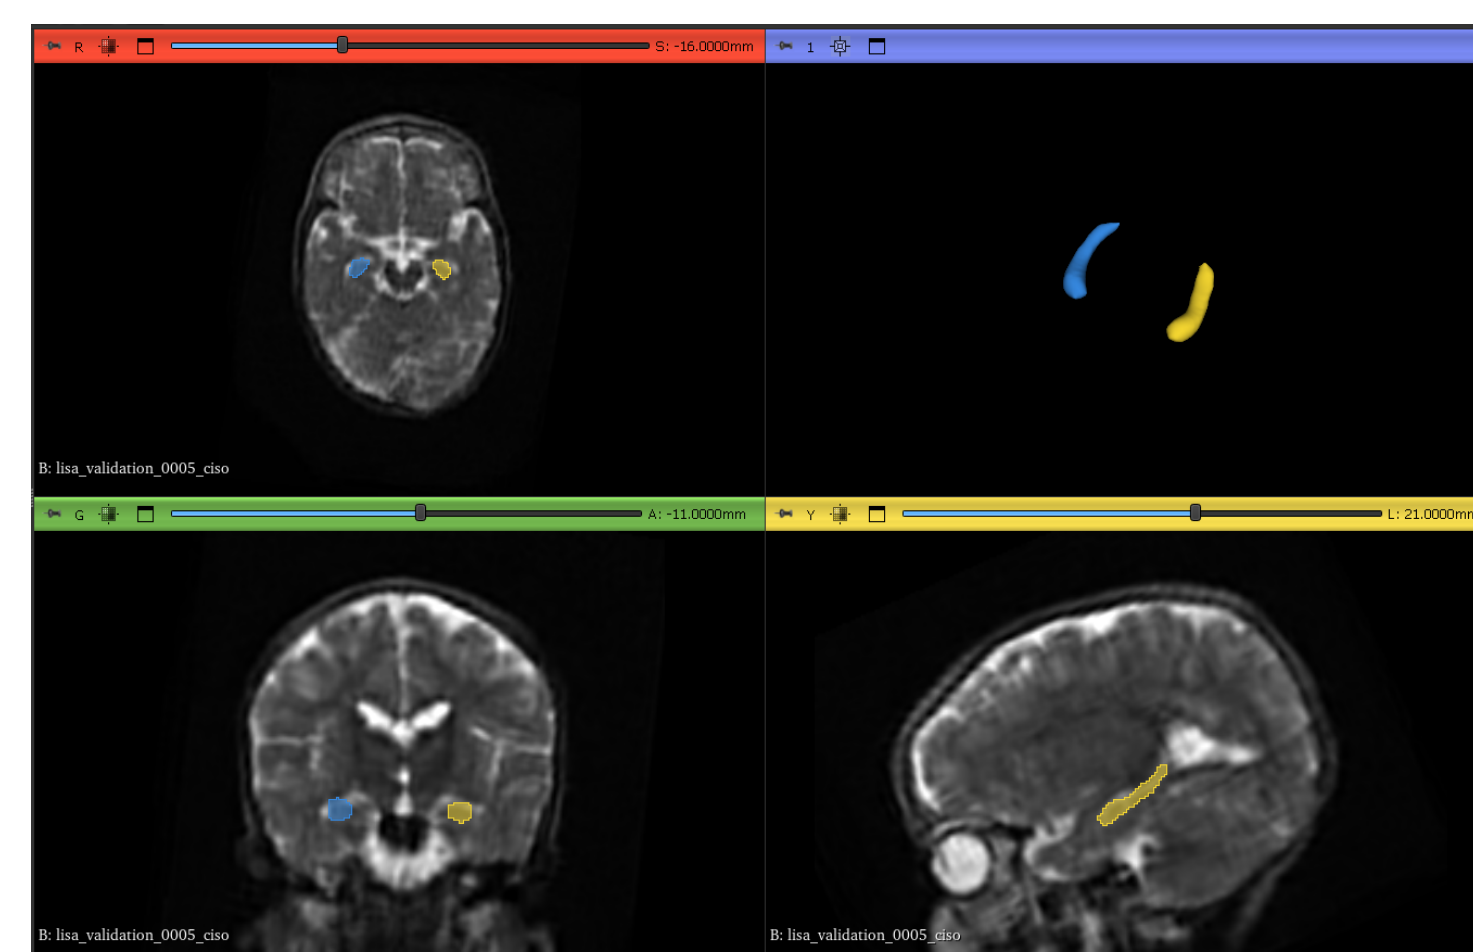 R S: -16.0000mm
1
B: lisa_validation_0005_ciso
G A: -11.0000mm
Y L: 21.0000mm
B: lisa_validation_0005_ciso
B: lisa_validation_0005_ciso